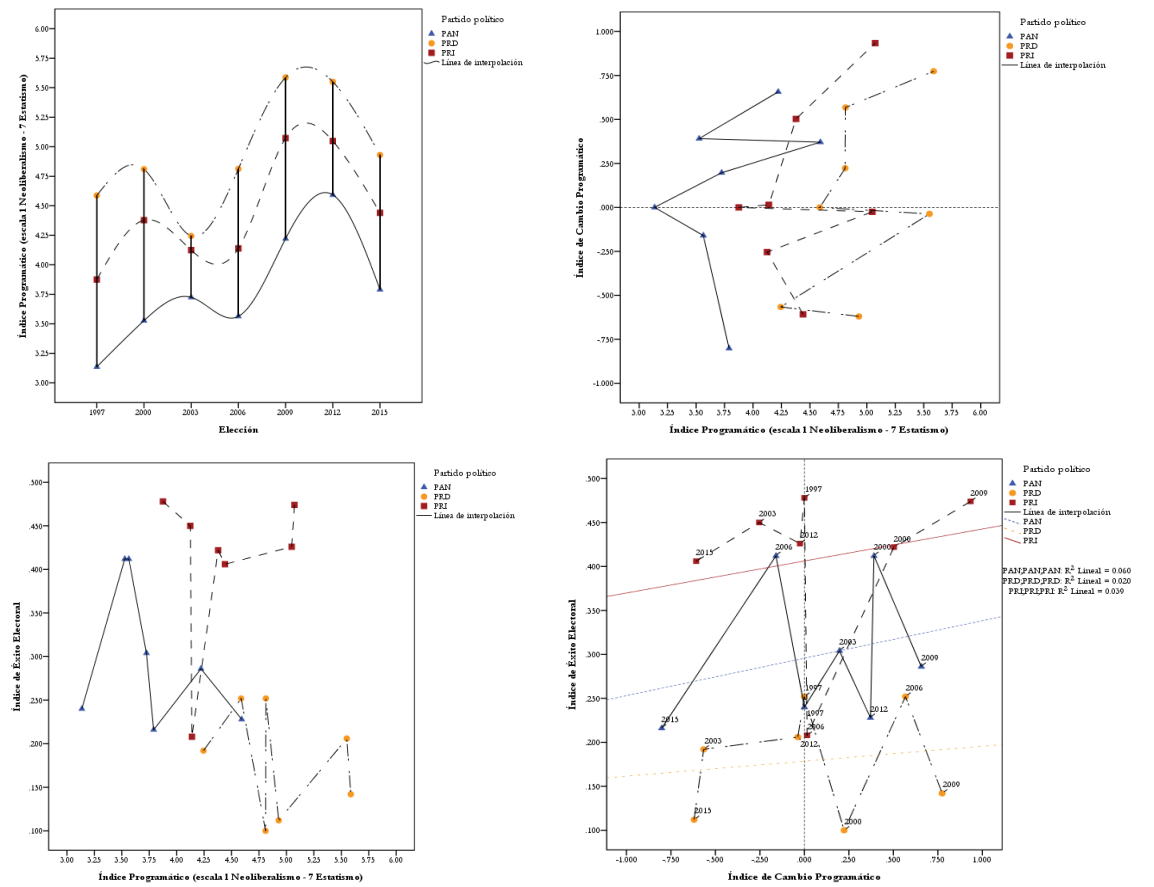 Partido político
PAN
PRD
PRI
Línea de interpolación
Índice Programático (escala 1 Neoliberalismo - 7 Estatismo)
6.00
5.75
5.50
5.25
5.00
4.75
4.50
4.25
4.00
3.75
3.50
3.25
3.00
1997 2000 2003 2006 2009 2012 2015
Elección
Partido político
PAN
PRD
PRI
Línea de interpolación
Índice de Cambio Programático
1.000
.750
.500
.250
.000
-.250
-.500
-.750
-1.000
3.00 3.25 3.50 3.75 4.00 4.25 4.50 4.75 5.00 5.25 5.50 5.75 6.00
Índice Programático (escala 1 Neoliberalismo - 7 Estatismo)
Partido político
PAN
PRD
PRI
Línea de interpolación
Índice de Éxito Electoral
.500
.450
.400
.350
.300
.250
.200
.150
.100
3.00 3.25 3.50 3.75 4.00 4.25 4.50 4.75 5.00 5.25 5.50 5.75 6.00
Índice Programático (escala 1 Neoliberalismo - 7 Estatismo)
Partido político
PAN
PRD
PRI
Línea de interpolación
PAN
PRD
PRI
PAN;PAN;PAN: R² Lineal = 0.060
PRD;PRD;PRD: R² Lineal = 0.020
PRI;PRI;PRI: R² Lineal = 0.039
Índice de Éxito Electoral
.500
.450
.400
.350
.300
.250
.200
.150
.100
1997
2009
2003
2012
2000
2006
2000
2015
2003
2009
1997
2006
2012
1997
2015
2006
2003
2012
2009
2015
2000
-1.000 -.750 -.500 -.250 .000 .250 .500 .750 1.000
Índice de Cambio Programático